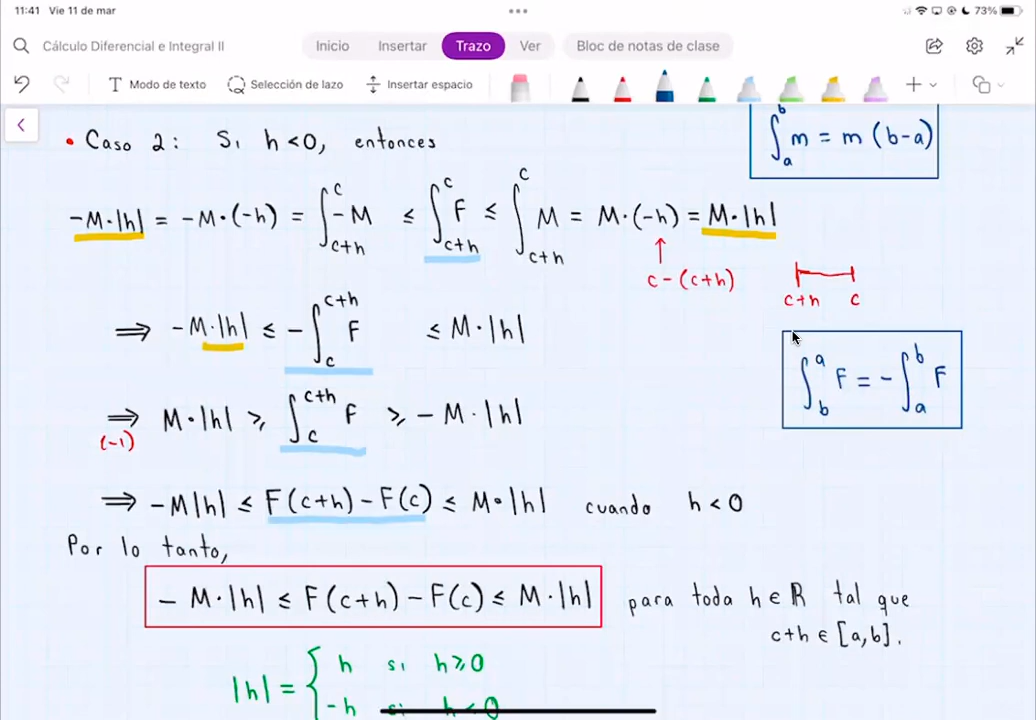 11:41 Vie 11 de mar
73%
Cálculo Diferencial e Integral II
Inicio Insertar Trazo Ver Bloc de notas de clase
Modo de texto Selección de lazo Insertar espacio
∫_a^b m = m (b-a)
• Caso 2: Si h < 0, entonces
-M·|h| = -M·(-h) = ∫_{c+h}^c -M ≤ ∫_{c+h}^c F ≤ ∫_{c+h}^c M = M·(-h) = M·|h|
↑
c - (c+h)
c+h c
⟹ -M·|h| ≤ -∫_c^{c+h} F ≤ M·|h|
∫_b^a F = -∫_a^b F
⟹ M·|h| ≥ ∫_c^{c+h} F ≥ -M·|h|
(-1)
⟹ -M|h| ≤ F(c+h) - F(c) ≤ M·|h| cuando h < 0
Por lo tanto,
-M·|h| ≤ F(c+h) - F(c) ≤ M·|h| para toda h ∈ ℝ tal que
c+h ∈ [a,b].
|h| = { h si h ≥ 0
-h si h < 0